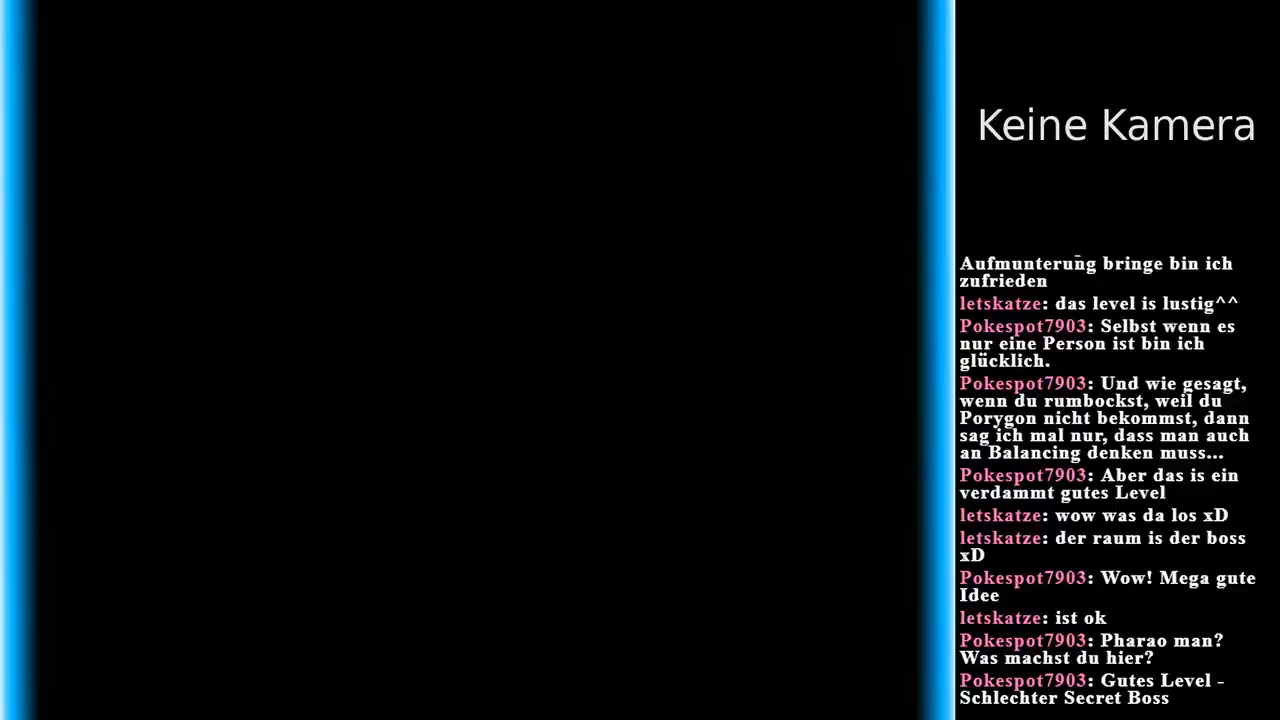 Keine Kamera
Aufmunterung bringe bin ich
zufrieden
letskatze: das level is lustig^^
Pokespot7903: Selbst wenn es
nur eine Person ist bin ich
glücklich.
Pokespot7903: Und wie gesagt,
wenn du rumbockst, weil du
Porygon nicht bekommst, dann
sag ich mal nur, dass man auch
an Balancing denken muss...
Pokespot7903: Aber das is ein
verdammt gutes Level
letskatze: wow was da los xD
letskatze: der raum is der boss
xD
Pokespot7903: Wow! Mega gute
Idee
letskatze: ist ok
Pokespot7903: Pharao man?
Was machst du hier?
Pokespot7903: Gutes Level -
Schlechter Secret Boss